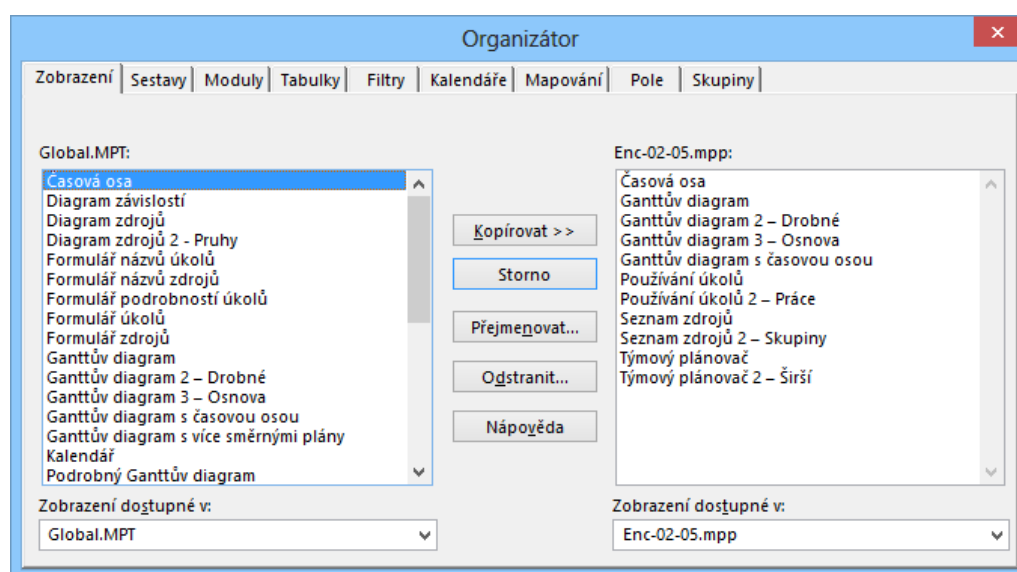 Organizátor
Zobrazení Sestavy Moduly Tabulky Filtry Kalendáře Mapování Pole Skupiny
Global.MPT:
Časová osa
Diagram závislostí
Diagram zdrojů
Diagram zdrojů 2 - Pruhy
Formulář názvů úkolů
Formulář názvů zdrojů
Formulář podrobností úkolů
Formulář úkolů
Formulář zdrojů
Ganttův diagram
Ganttův diagram 2 – Drobné
Ganttův diagram 3 – Osnova
Ganttův diagram s časovou osou
Ganttův diagram s více směrnými plány
Kalendář
Podrobný Ganttův diagram
Zobrazení dostupné v:
Global.MPT
Kopírovat >>
Storno
Přejmenovat...
Odstranit...
Nápověda
Enc-02-05.mpp:
Časová osa
Ganttův diagram
Ganttův diagram 2 – Drobné
Ganttův diagram 3 – Osnova
Ganttův diagram s časovou osou
Používání úkolů
Používání úkolů 2 – Práce
Seznam zdrojů
Seznam zdrojů 2 – Skupiny
Týmový plánovač
Týmový plánovač 2 – Širší
Zobrazení dostupné v:
Enc-02-05.mpp